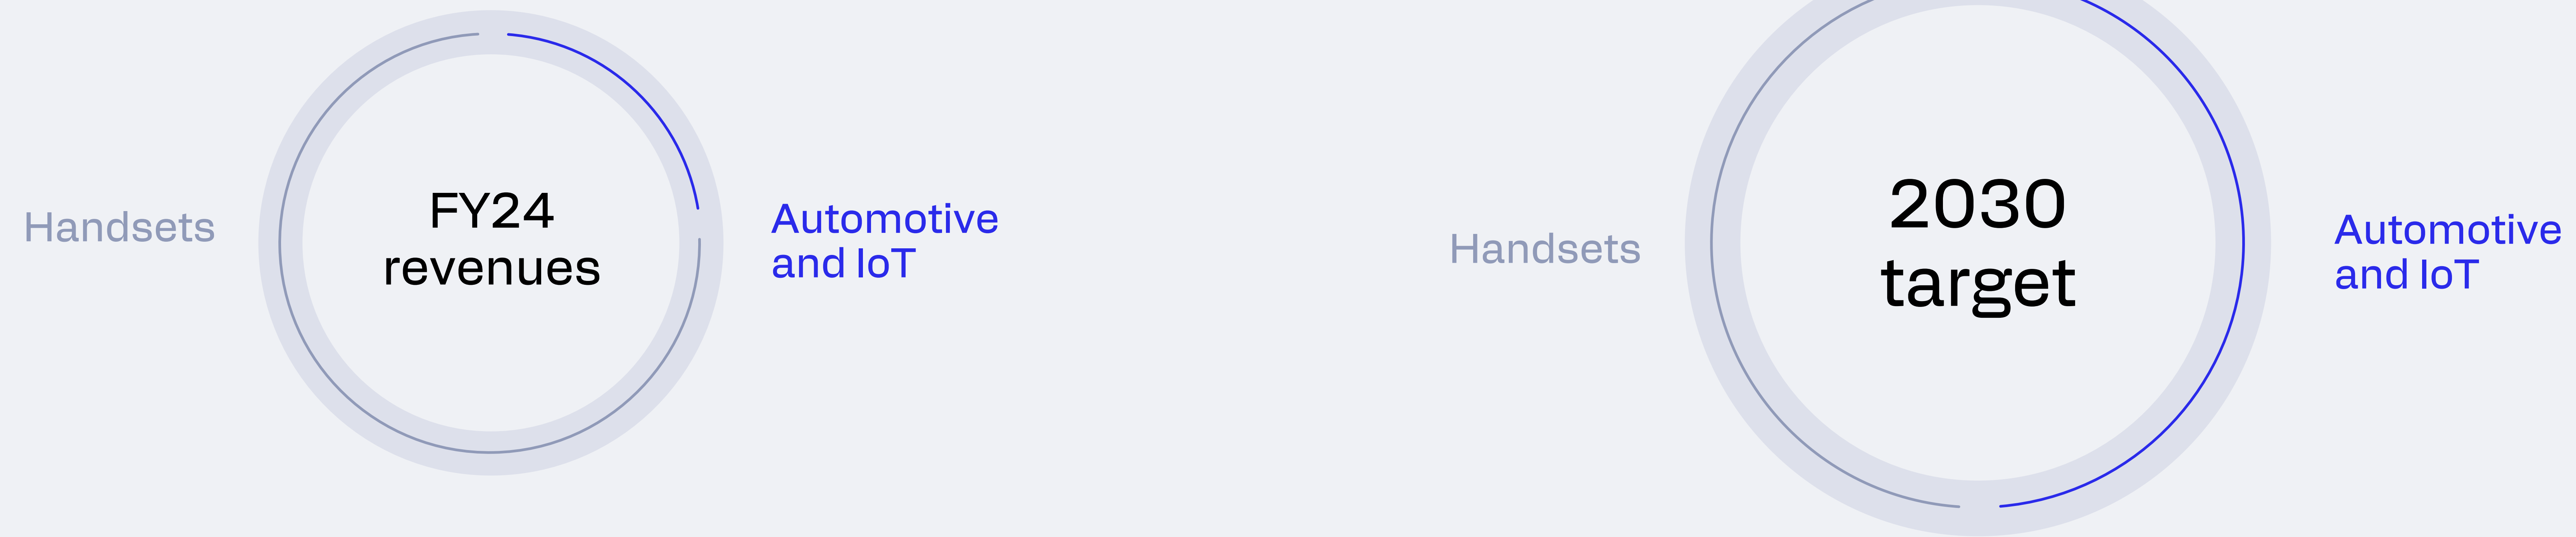 Handsets
FY24
revenues
Automotive
and IoT
Handsets
2030
target
Automotive
and IoT